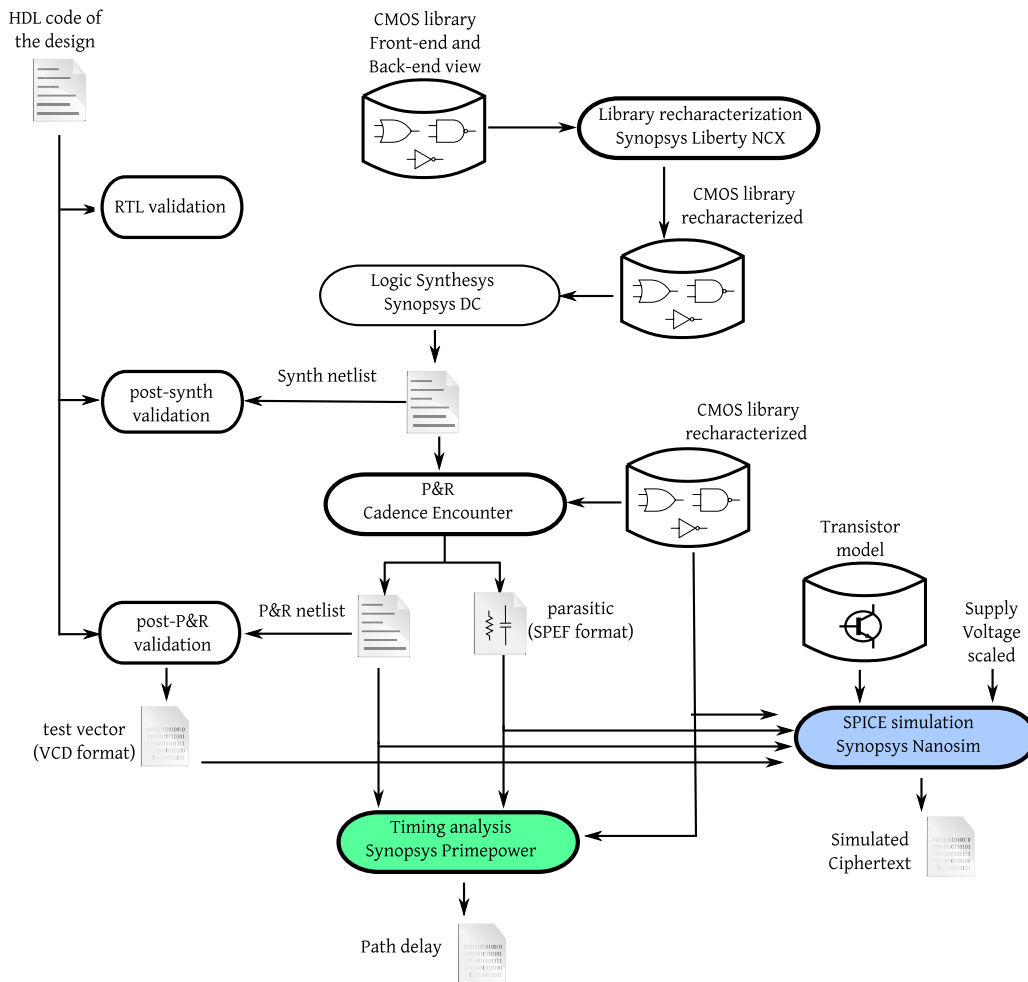 HDL code of
the design
CMOS library
Front-end and
Back-end view
Library recharacterization
Synopsys Liberty NCX
RTL validation
CMOS library
recharacterized
Logic Synthesys
Synopsys DC
Synth netlist
post-synth
validation
CMOS library
recharacterized
P&R
Cadence Encounter
Transistor
model
P&R netlist
parasitic
(SPEF format)
post-P&R
validation
Supply
Voltage
scaled
test vector
(VCD format)
SPICE simulation
Synopsys Nanosim
Timing analysis
Synopsys Primepower
Simulated
Ciphertext
Path delay